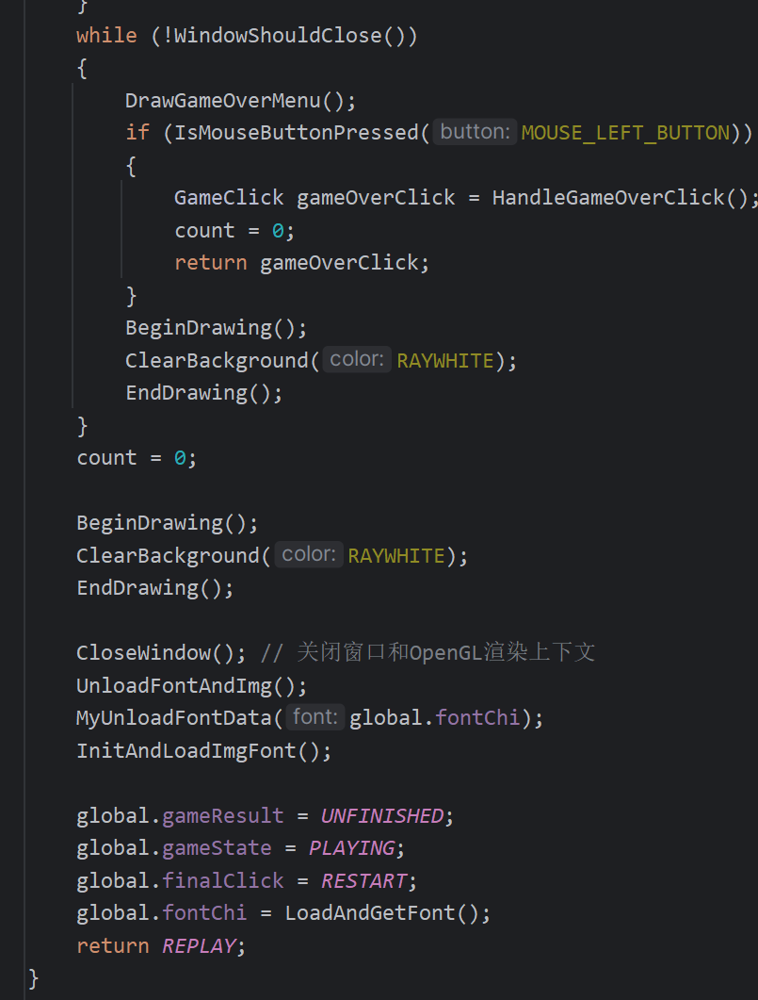 }
while (!WindowShouldClose())
{
DrawGameOverMenu();
if (IsMouseButtonPressed( button: MOUSE_LEFT_BUTTON))
{
GameClick gameOverClick = HandleGameOverClick();
count = 0;
return gameOverClick;
}
BeginDrawing();
ClearBackground( color: RAYWHITE);
EndDrawing();
}
count = 0;
BeginDrawing();
ClearBackground( color: RAYWHITE);
EndDrawing();
CloseWindow(); // 关闭窗口和OpenGL渲染上下文
UnloadFontAndImg();
MyUnloadFontData( font: global.fontChi);
InitAndLoadImgFont();
global.gameResult = UNFINISHED;
global.gameState = PLAYING;
global.finalClick = RESTART;
global.fontChi = LoadAndGetFont();
return REPLAY;
}